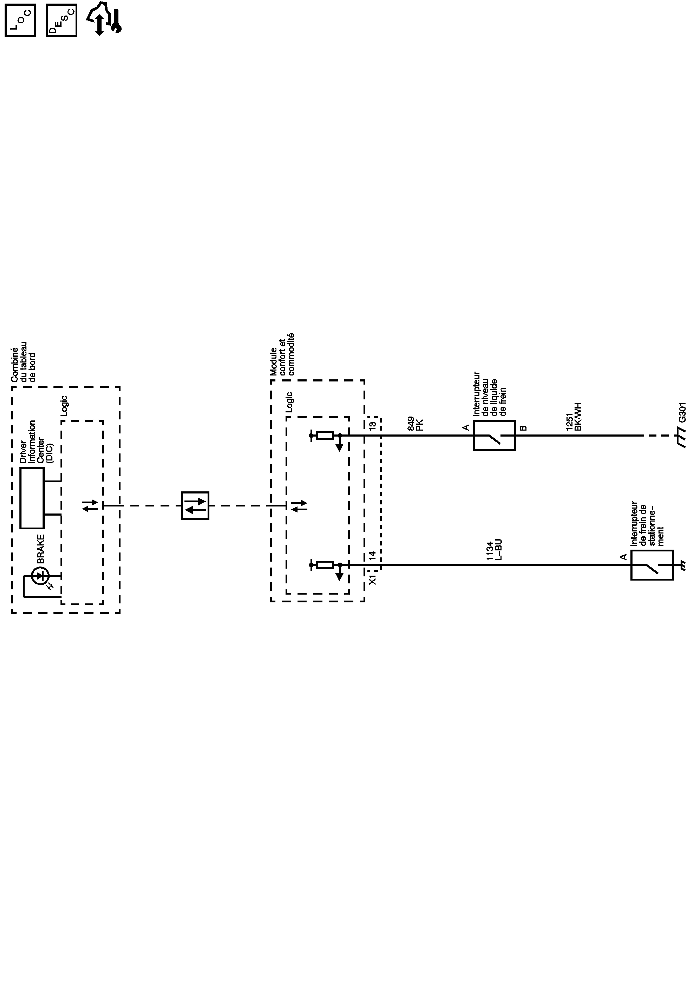 LOC
DESC
Combiné
du tableau
de bord
Driver
Information
Center
(DIC)
Logic
BRAKE
Module
confort et
commodité
Logic
13
849
PK
A
Interrupteur
de niveau
de liquide
de frein
B
1251
BK-WH
G301
X1
14
1134
L-BU
A
Interrupteur
de frein de
stationne-
ment